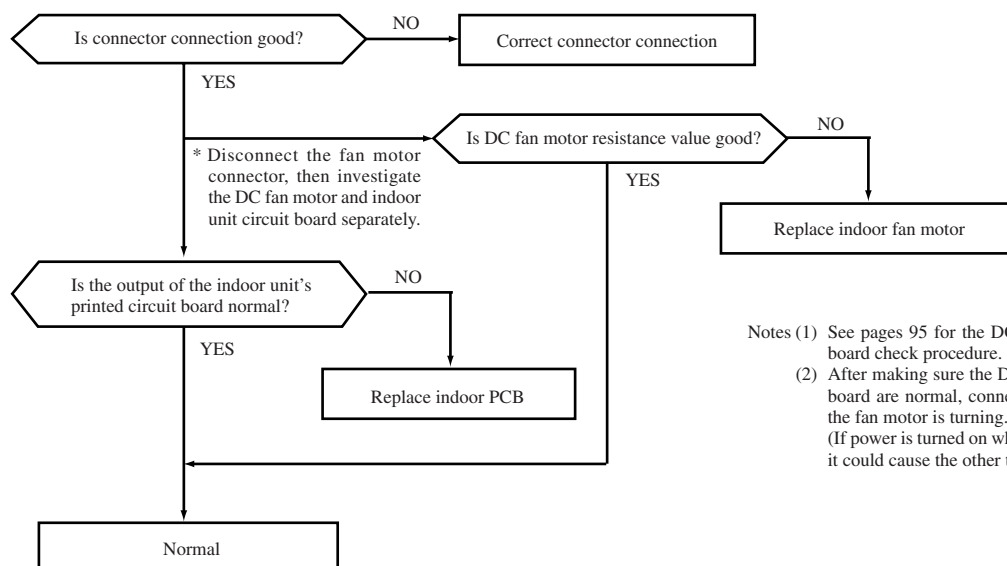 Is connector connection good?
NO
Correct connector connection
YES
Is DC fan motor resistance value good?
NO
* Disconnect the fan motor
connector, then investigate
the DC fan motor and indoor
unit circuit board separately.
YES
Replace indoor fan motor
Is the output of the indoor unit's
printed circuit board normal?
NO
YES
Replace indoor PCB
Notes (1) See pages 95 for the DC
board check procedure.
(2) After making sure the D
board are normal, conne
the fan motor is turning.
(If power is turned on wh
it could cause the other t
Normal